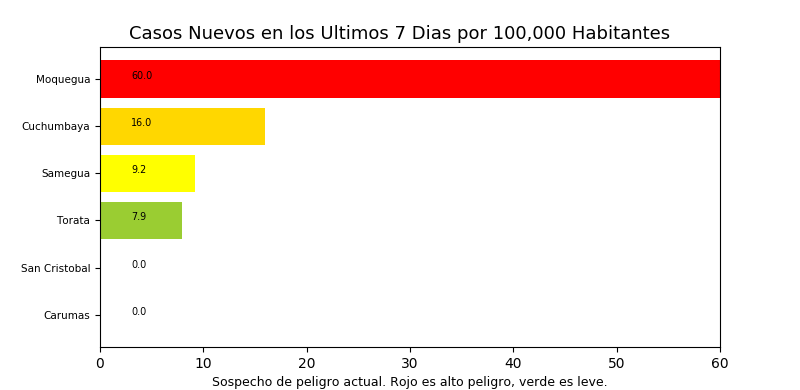 Casos Nuevos en los Ultimos 7 Dias por 100,000 Habitantes
Moquegua 60.0
Cuchumbaya 16.0
Samegua 9.2
Torata 7.9
San Cristobal 0.0
Carumas 0.0
0 10 20 30 40 50 60
Sospecho de peligro actual. Rojo es alto peligro, verde es leve.